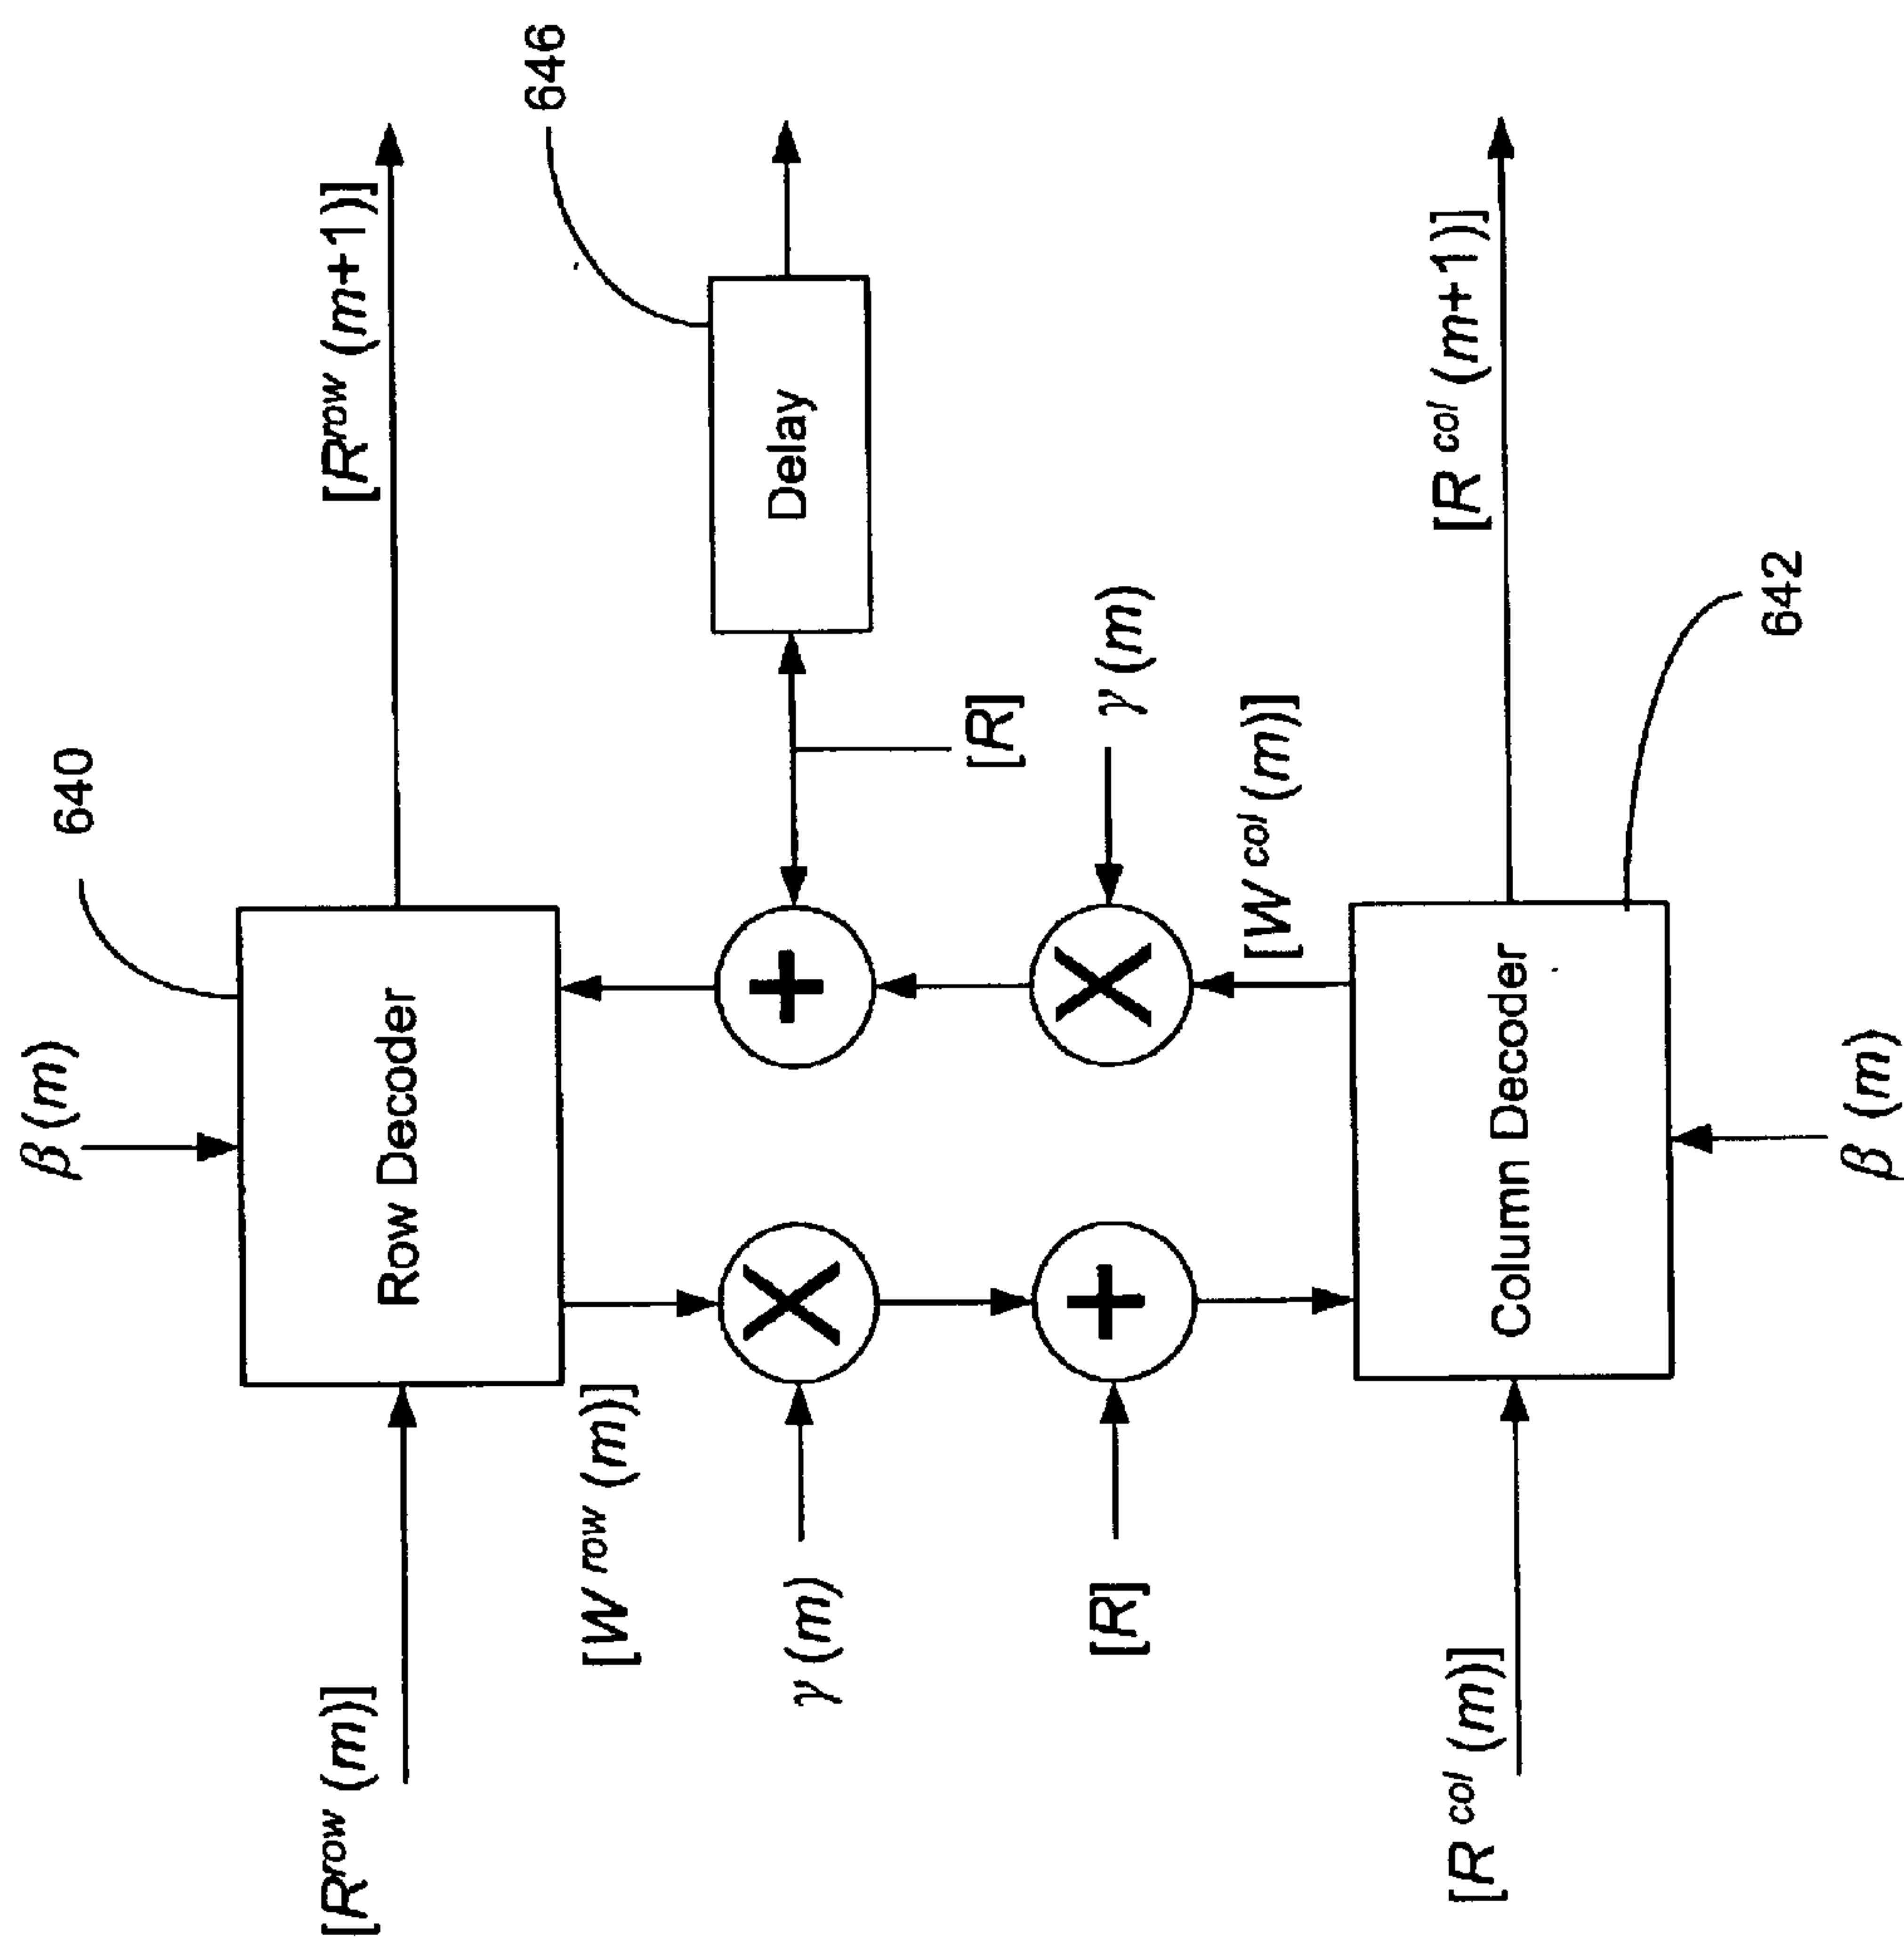 β (m)
640
[R^row (m)]
Row Decoder
[R^row (m+1)]
646
[W^row (m)]
γ (m)
Delay
[R]
[R]
γ (m)
[W^col (m)]
[R^col (m)]
Column Decoder
[R^col (m+1)]
642
β (m)